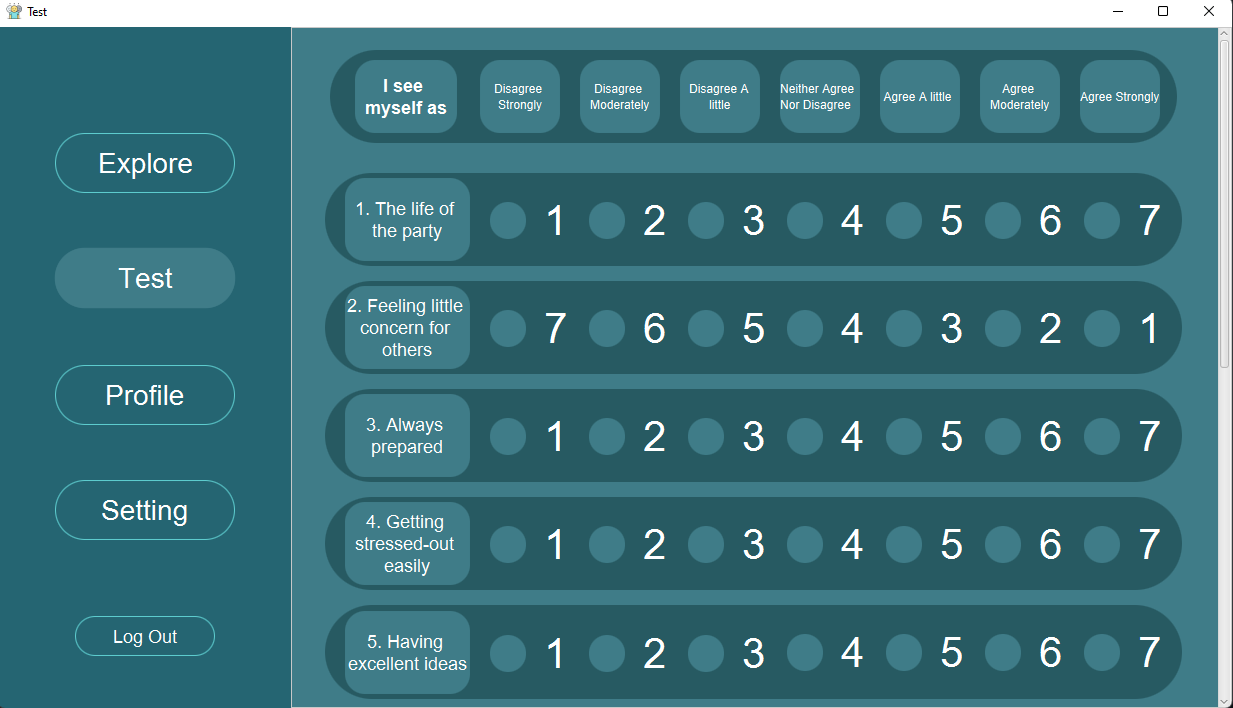 Test
Explore
Test
Profile
Setting
Log Out
I see
myself as
Disagree
Strongly
Disagree
Moderately
Disagree A
little
Neither Agree
Nor Disagree
Agree A little
Agree
Moderately
Agree Strongly
1. The life of
the party
1 2 3 4 5 6 7
2. Feeling little
concern for
others
7 6 5 4 3 2 1
3. Always
prepared
1 2 3 4 5 6 7
4. Getting
stressed-out
easily
1 2 3 4 5 6 7
5. Having
excellent ideas
1 2 3 4 5 6 7